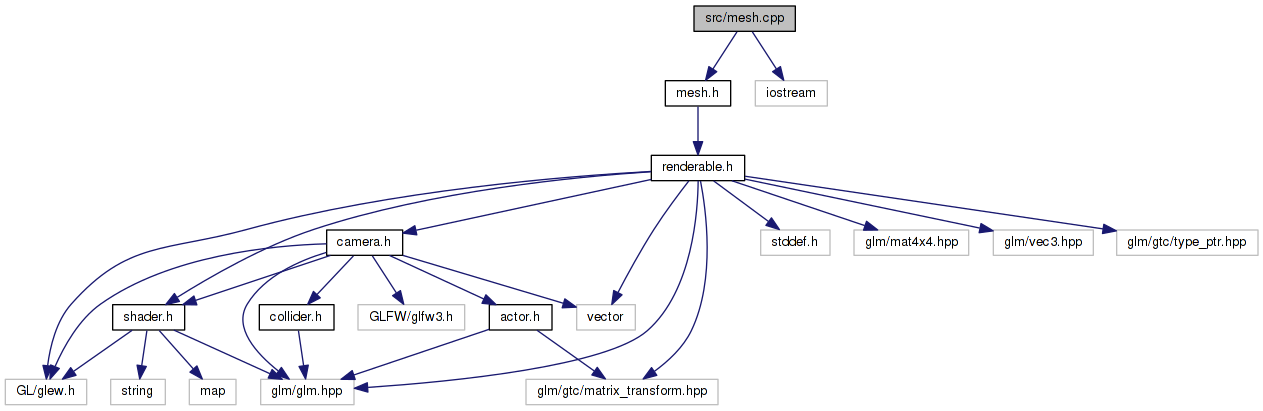 src/mesh.cpp
mesh.h
iostream
renderable.h
camera.h
stddef.h
glm/mat4x4.hpp
glm/vec3.hpp
glm/gtc/type_ptr.hpp
shader.h
collider.h
GLFW/glfw3.h
actor.h
vector
GL/glew.h
string
map
glm/glm.hpp
glm/gtc/matrix_transform.hpp